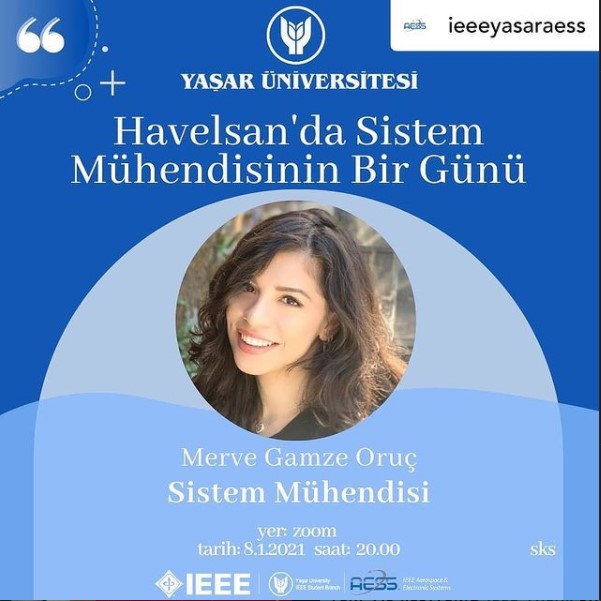 ieeeyasaraess
YAŞAR ÜNİVERSİTESİ
Havelsan'da Sistem
Mühendisinin Bir Günü
Merve Gamze Oruç
Sistem Mühendisi
yer: zoom
tarih: 8.1.2021 saat: 20.00
sks
IEEE
Yaşar University
IEEE Student Branch
AESS
IEEE Aerospace &
Electronic Systems